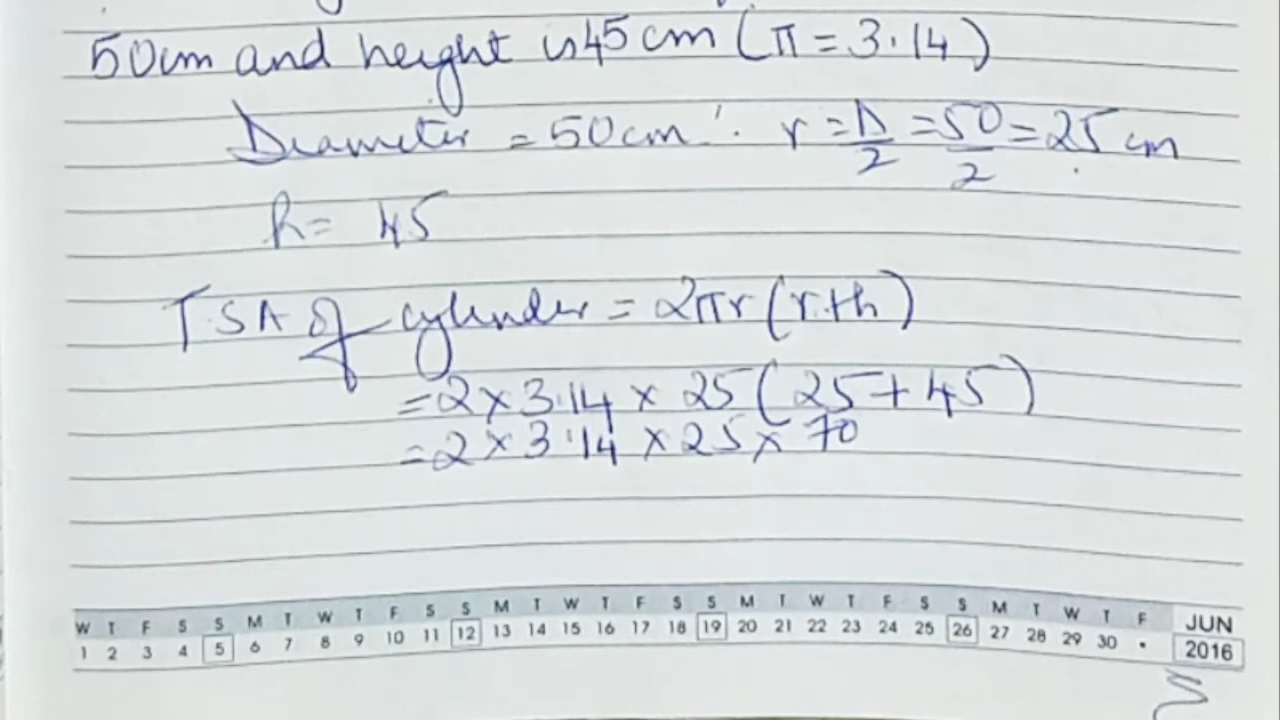 50cm and height is 45cm (π = 3.14)
Diameter = 50cm ∴ r = D/2 = 50/2 = 25 cm
h = 45
T.SA of cylinder = 2πr(r+h)
= 2 × 3.14 × 25 (25 + 45)
= 2 × 3.14 × 25 × 70
W T F S S M T W T F S S M T W T F S S M T W T F S S M T W T F JUN
1 2 3 4 5 6 7 8 9 10 11 12 13 14 15 16 17 18 19 20 21 22 23 24 25 26 27 28 29 30 • 2016